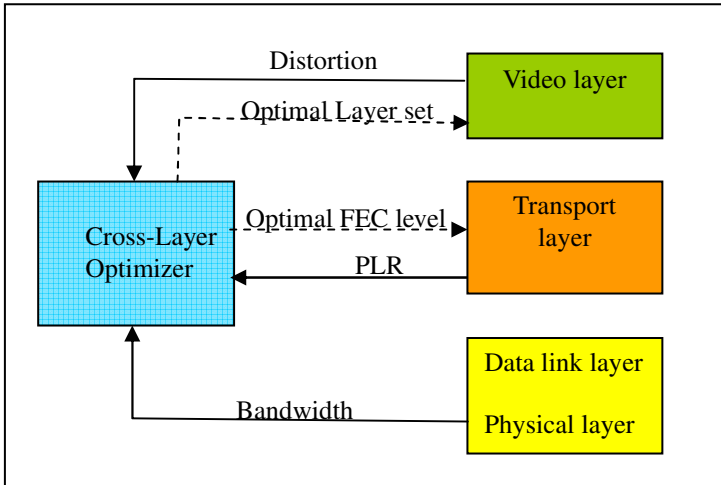 Distortion
Video layer
Optimal Layer set
Optimal FEC level
Transport
layer
Cross-Layer
Optimizer
PLR
Data link layer
Bandwidth
Physical layer